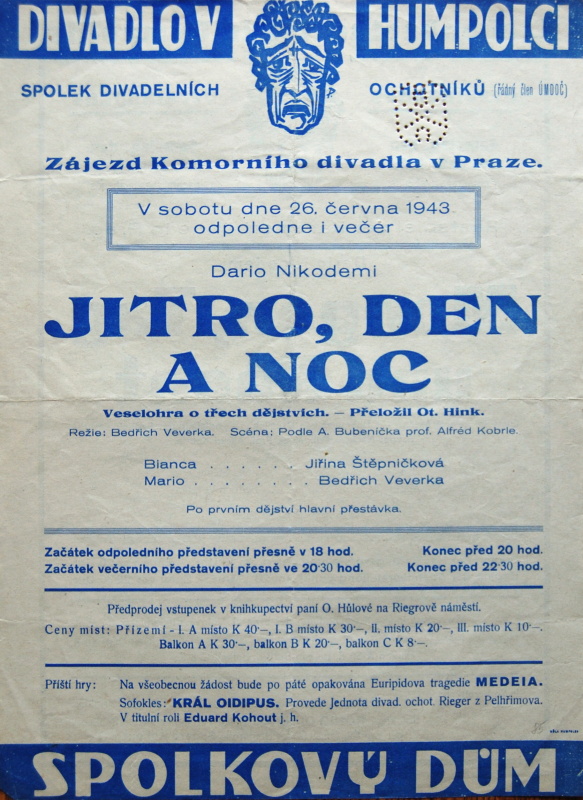 DIVADLO V HUMPOLCI
SPOLEK DIVADELNÍCH OCHOTNÍKŮ (řádný člen ÚMDOČ)
Zájezd Komorního divadla v Praze.
V sobotu dne 26. června 1943
odpoledne i večer
Dario Nikodemi
JITRO, DEN
A NOC
Veselohra o třech dějstvích. – Přeložil Ot. Hink.
Režie: Bedřich Veverka. Scéna: Podle A. Bubeníčka prof. Alfréd Kobrle.
Bianca . . . . . . . Jiřina Štěpničková
Mario . . . . . . . . Bedřich Veverka
Po prvním dějství hlavní přestávka.
Začátek odpoledního představení přesně v 18 hod. Konec před 20 hod.
Začátek večerního představení přesně ve 20·30 hod. Konec před 22·30 hod.
Předprodej vstupenek v knihkupectví paní O. Hůlové na Riegrově náměstí.
Ceny míst: Přízemí - I. A místo K 40·–, I. B místo K 30·–, II. místo K 20·–, III. místo K 10·–.
Balkon A K 30·–, balkon B K 20·–, balkon C K 8·–.
Příští hry: Na všeobecnou žádost bude po páté opakována Euripidova tragedie MEDEIA.
Sofokles: KRÁL OIDIPUS. Provede Jednota divad. ochot. Rieger z Pelhřimova.
V titulní roli Eduard Kohout j. h.
SPOLKOVÝ DŮM